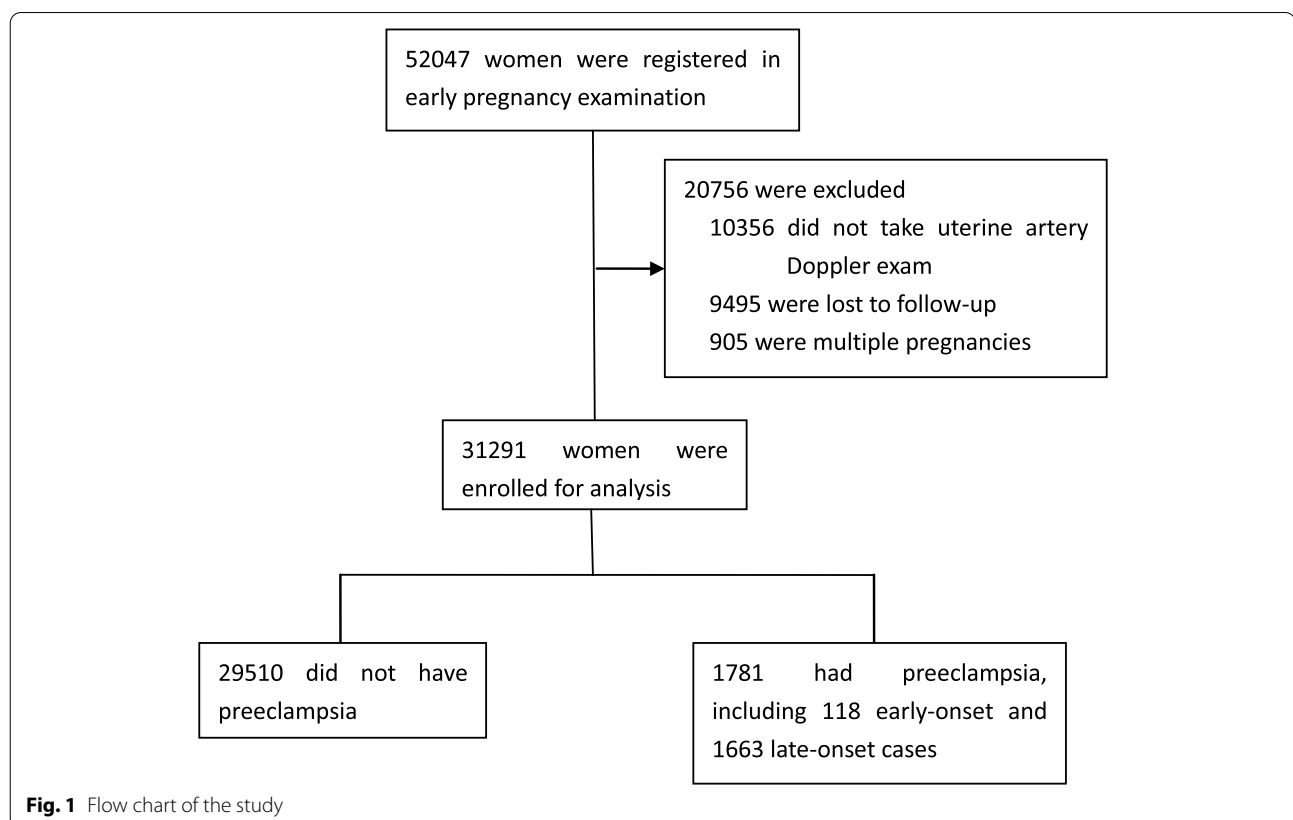 52047 women were registered in
early pregnancy examination
20756 were excluded
10356 did not take uterine artery
Doppler exam
9495 were lost to follow-up
905 were multiple pregnancies
31291 women were
enrolled for analysis
29510 did not have
preeclampsia
1781 had preeclampsia,
including 118 early-onset and
1663 late-onset cases
Fig. 1 Flow chart of the study